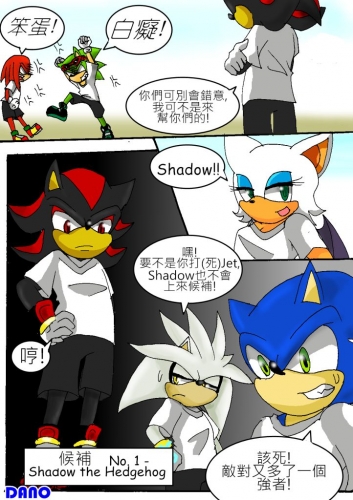 笨蛋!
白癡!
你們可別會錯意,
我可不是來
幫你們的!
Shadow!!
嘿!
要不是你打(死)Jet,
Shadow也不會
上來候補!
哼!
候補 No. 1 -
Shadow the Hedgehog
該死!
敵對又多了一個
強者!
DANO